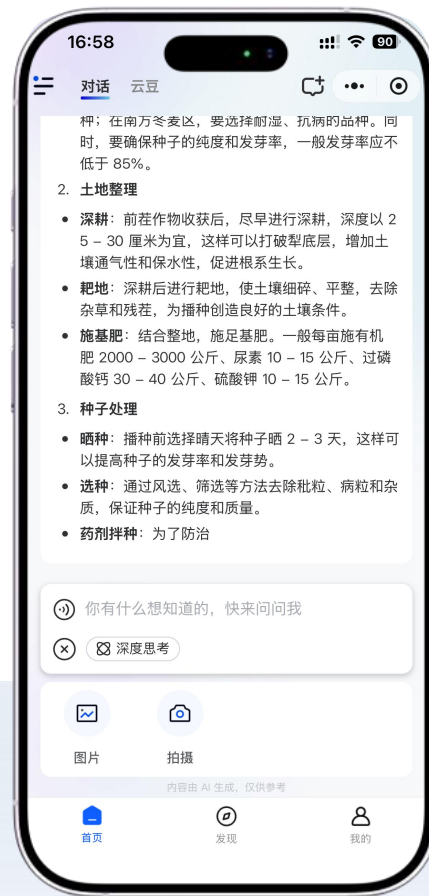 16:58
90
对话 云豆
种；在南方冬麦区，要选择耐湿、抗病的品种。同
时，要确保种子的纯度和发芽率，一般发芽率应不
低于 85%。
2. 土地整理
• 深耕：前茬作物收获后，尽早进行深耕，深度以 2
5 – 30 厘米为宜，这样可以打破犁底层，增加土
壤通气性和保水性，促进根系生长。
• 耙地：深耕后进行耙地，使土壤细碎、平整，去除
杂草和残茬，为播种创造良好的土壤条件。
• 施基肥：结合整地，施足基肥。一般每亩施有机
肥 2000 – 3000 公斤、尿素 10 – 15 公斤、过磷
酸钙 30 – 40 公斤、硫酸钾 10 – 15 公斤。
3. 种子处理
• 晒种：播种前选择晴天将种子晒 2 – 3 天，这样可
以提高种子的发芽率和发芽势。
• 选种：通过风选、筛选等方法去除秕粒、病粒和杂
质，保证种子的纯度和质量。
• 药剂拌种：为了防治
你有什么想知道的，快来问问我
深度思考
图片 拍摄
内容由 AI 生成，仅供参考
首页 发现 我的